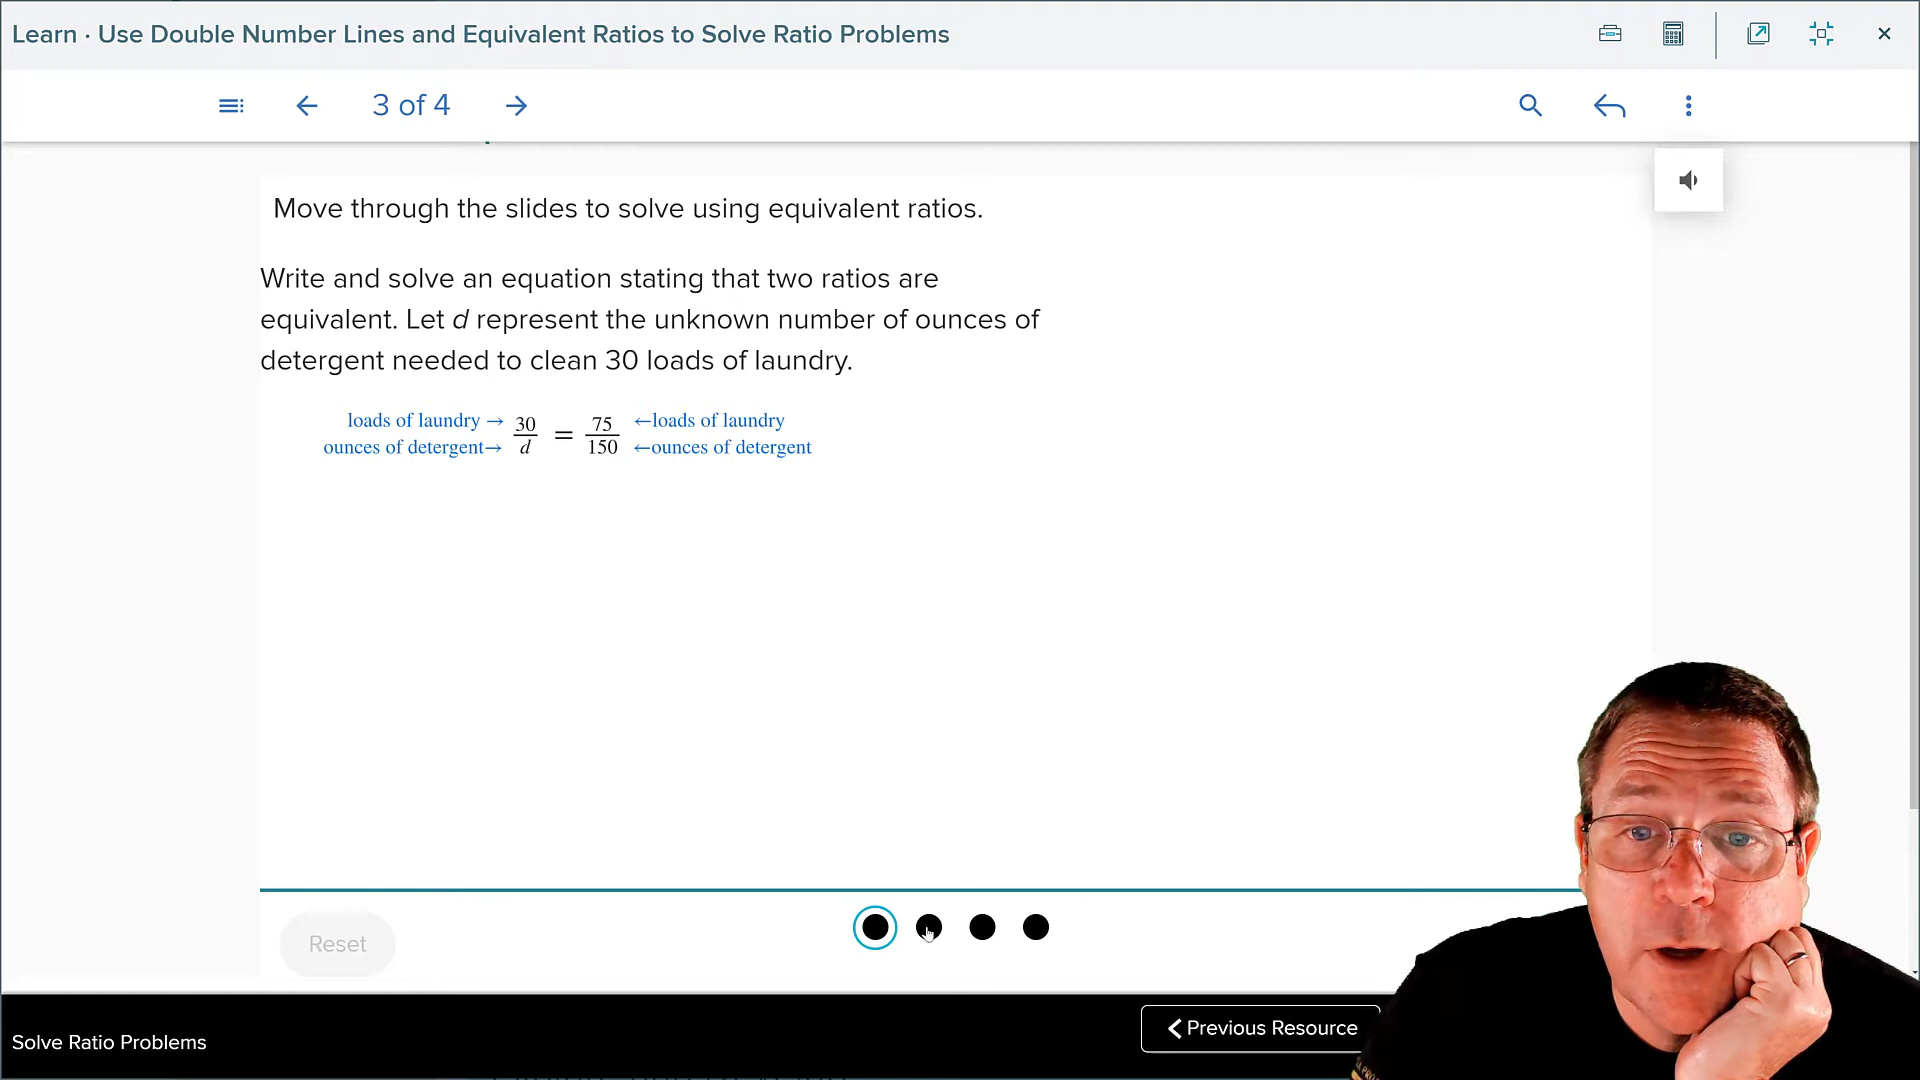 Learn · Use Double Number Lines and Equivalent Ratios to Solve Ratio Problems
3 of 4
Move through the slides to solve using equivalent ratios.
Write and solve an equation stating that two ratios are
equivalent. Let d represent the unknown number of ounces of
detergent needed to clean 30 loads of laundry.
loads of laundry → 30 = 75 ←loads of laundry
ounces of detergent→ d 150 ←ounces of detergent
Reset
Previous Resource
Solve Ratio Problems